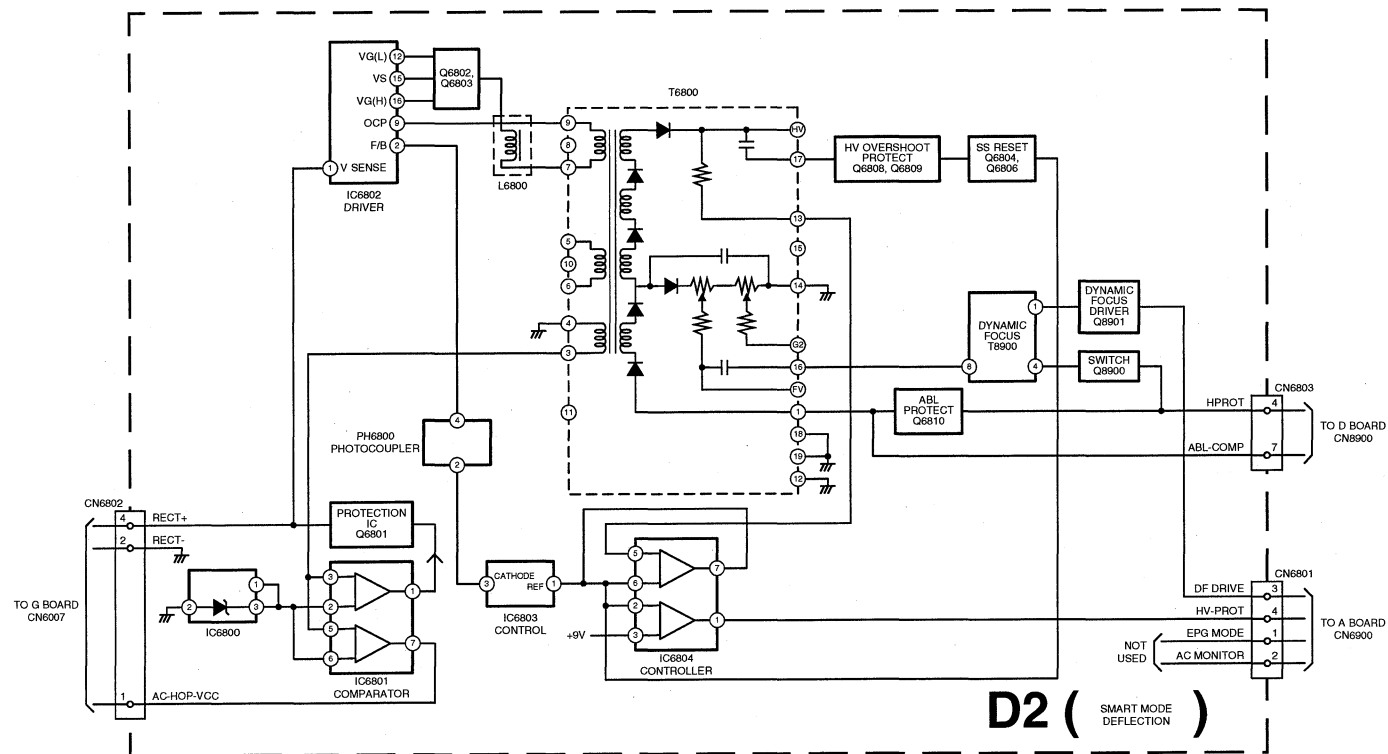 VG(L) 12
VS 15
VG(H) 16
OCP 9
F/B 2
1 V SENSE
IC6802
DRIVER
Q6802,
Q6803
L6800
T6800
9
8
7
5
10
6
4
3
11
HV
17
13
15
14
G2
16
FV
1
18
19
12
HV OVERSHOOT
PROTECT
Q6808, Q6809
SS RESET
Q6804,
Q6806
DYNAMIC
FOCUS
T8900
1
8
4
DYNAMIC
FOCUS
DRIVER
Q8901
SWITCH
Q8900
ABL
PROTECT
Q6810
CN6803
HPROT 4
ABL-COMP 7
TO D BOARD
CN8900
4
PH6800
PHOTOCOUPLER
2
CN6802
4 RECT+
2 RECT-
TO G BOARD
CN6007
1 AC-HOP-VCC
PROTECTION
IC
Q6801
2
1
3
IC6800
3
2
1
5
6
7
IC6801
COMPARATOR
3 CATHODE
REF 1
IC6803
CONTROL
5
6
7
2
3
1
+9V
IC6804
CONTROLLER
CN6801
DF DRIVE 3
HV-PROT 4
EPG MODE 1
AC MONITOR 2
NOT
USED
TO A BOARD
CN6900
D2 ( SMART MODE
DEFLECTION )